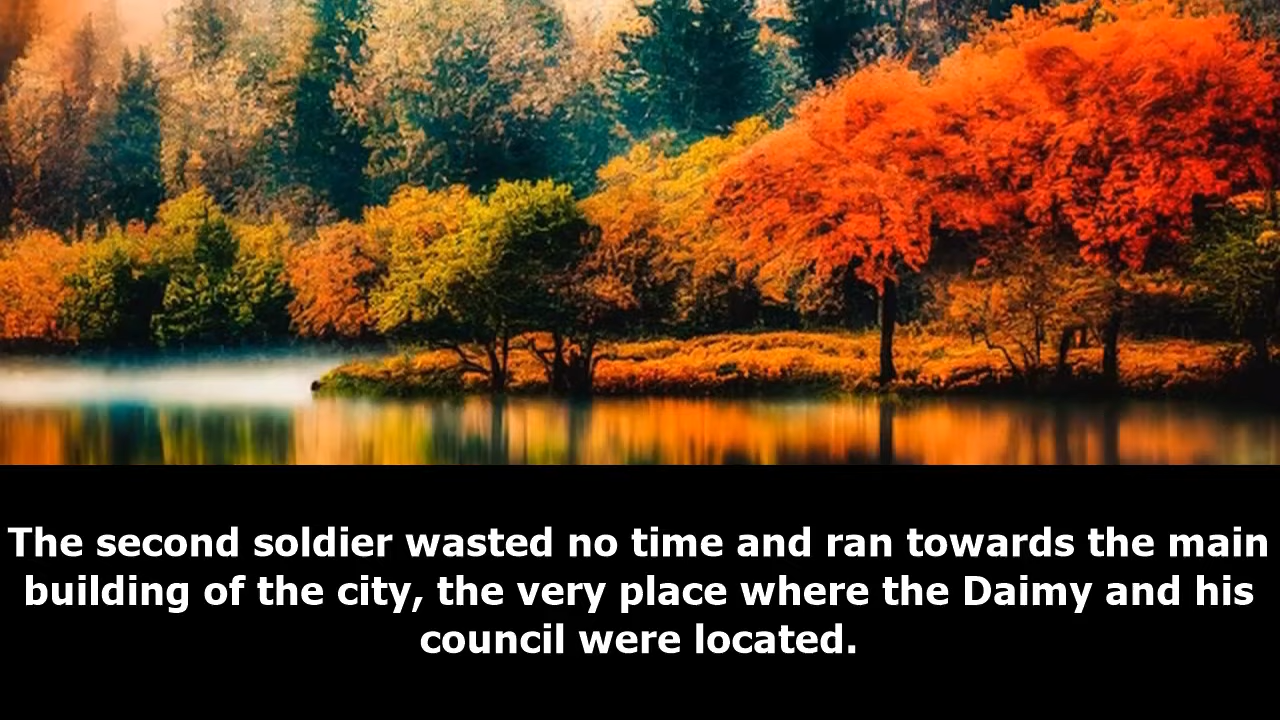 The second soldier wasted no time and ran towards the main
building of the city, the very place where the Daimy and his
council were located.